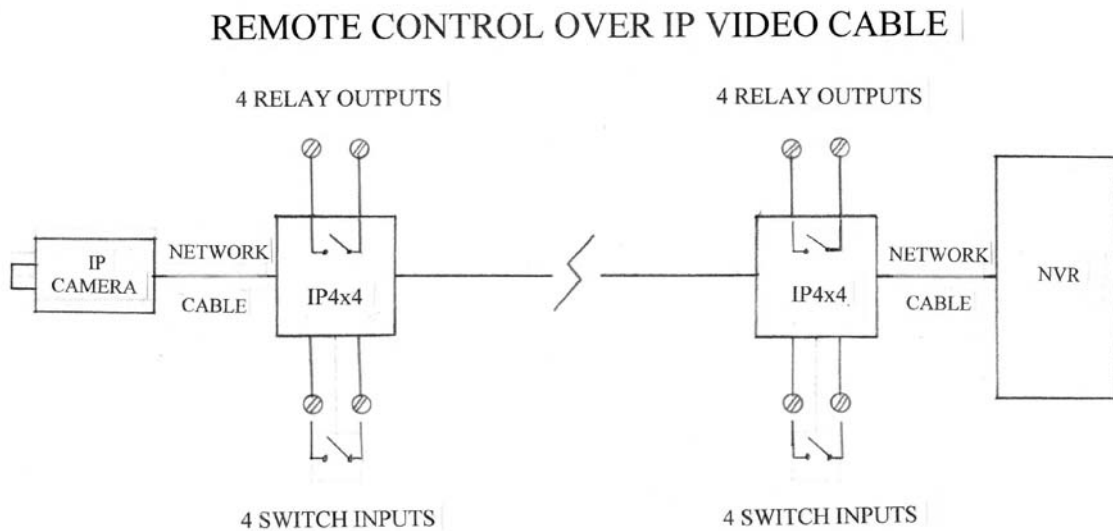 REMOTE CONTROL OVER IP VIDEO CABLE
4 RELAY OUTPUTS
4 RELAY OUTPUTS
IP
CAMERA
NETWORK
CABLE
IP4x4
IP4x4
NETWORK
CABLE
NVR
4 SWITCH INPUTS
4 SWITCH INPUTS